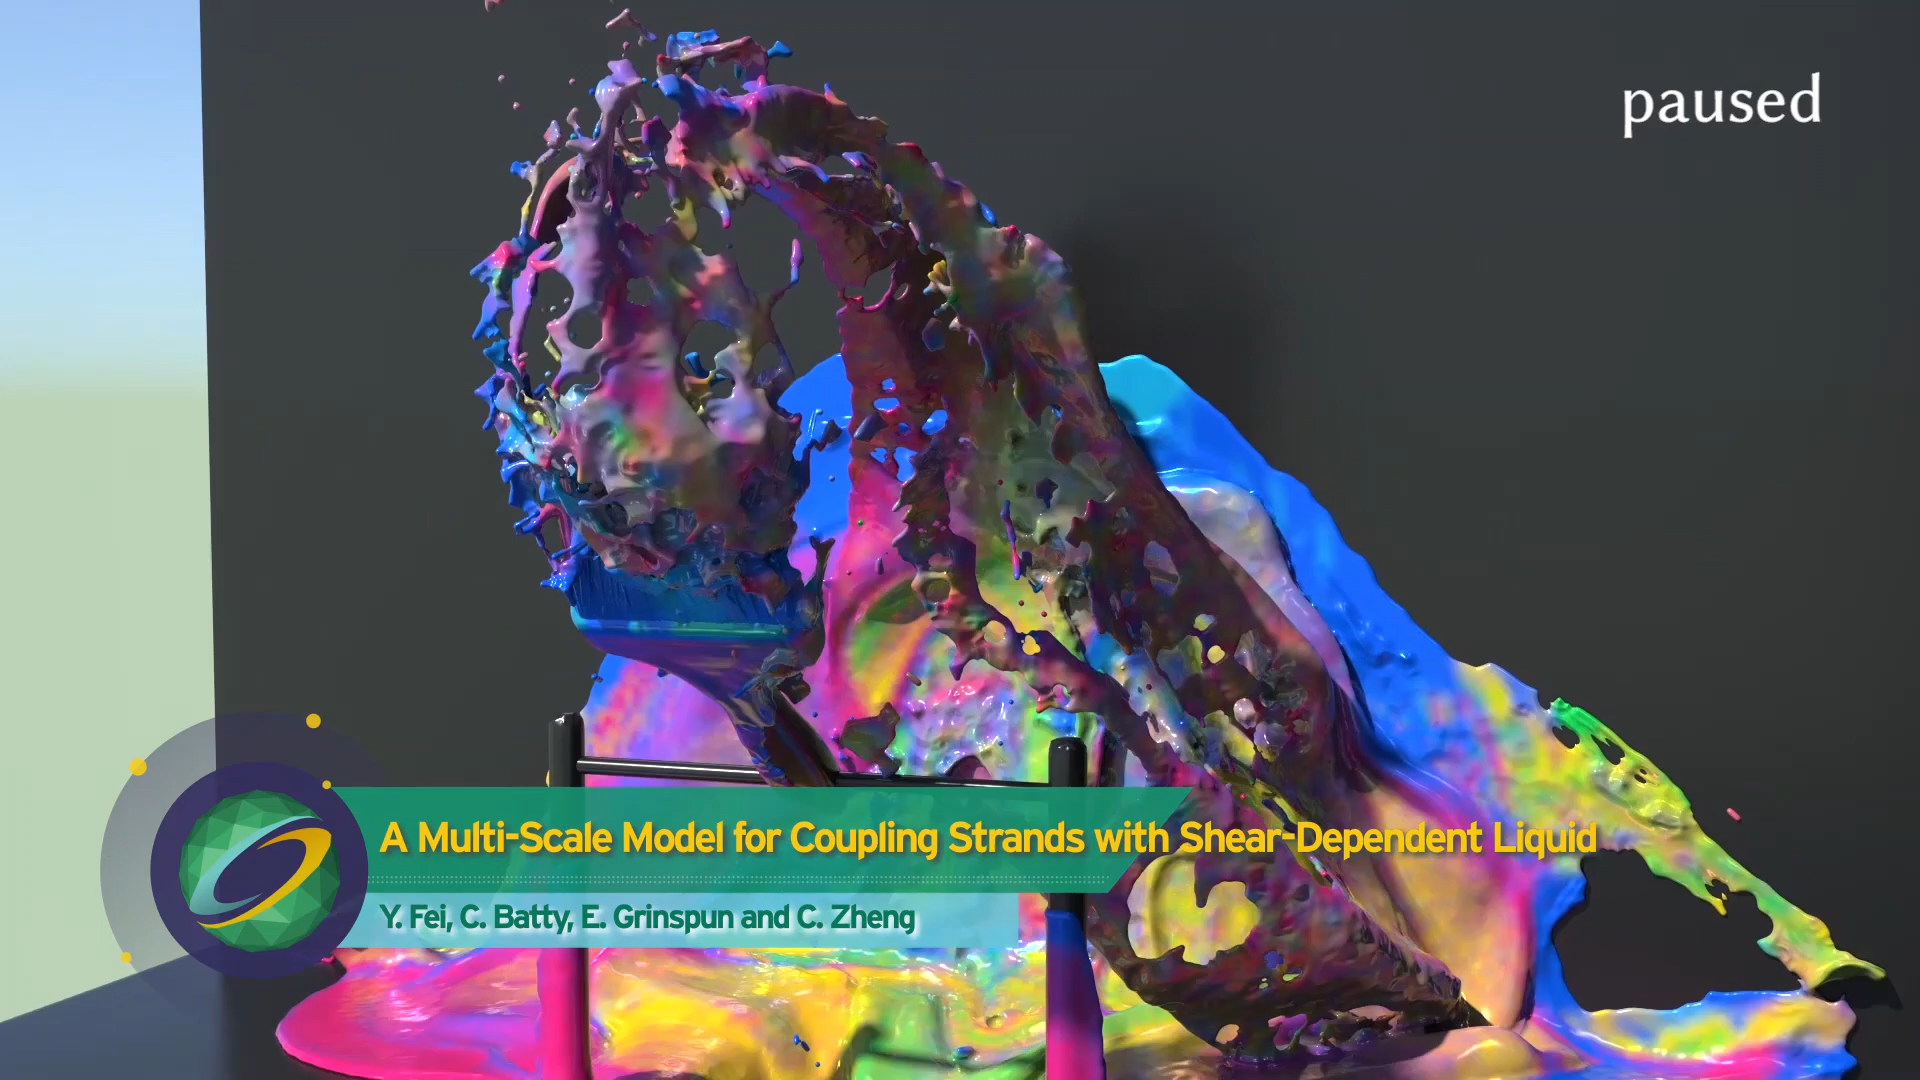 paused
A Multi-Scale Model for Coupling Strands with Shear-Dependent Liquid
Y. Fei, C. Batty, E. Grinspun and C. Zheng